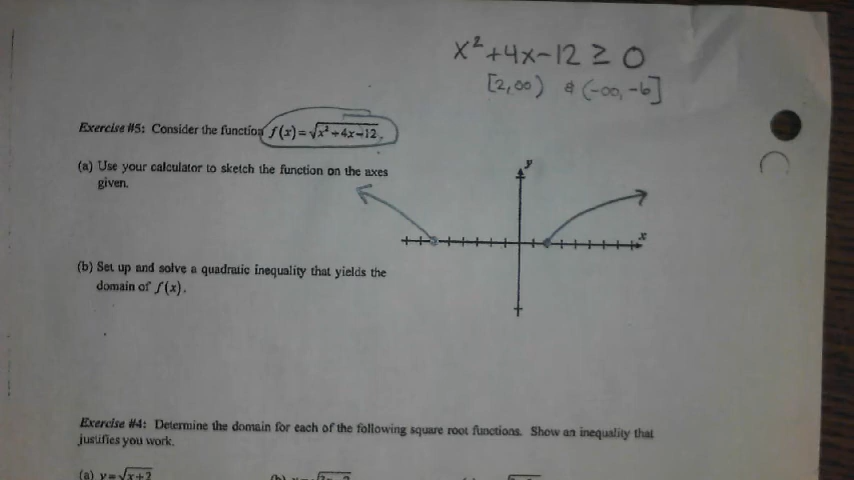 x² + 4x - 12 ≥ 0
[2, ∞) & (-∞, -6]
Exercise #5: Consider the function f(x) = √(x² + 4x - 12).
(a) Use your calculator to sketch the function on the axes
given.
y
x
(b) Set up and solve a quadratic inequality that yields the
domain of f(x).
Exercise #4: Determine the domain for each of the following square root functions. Show an inequality that
justifies you work.
(a) y = √(x + 2)